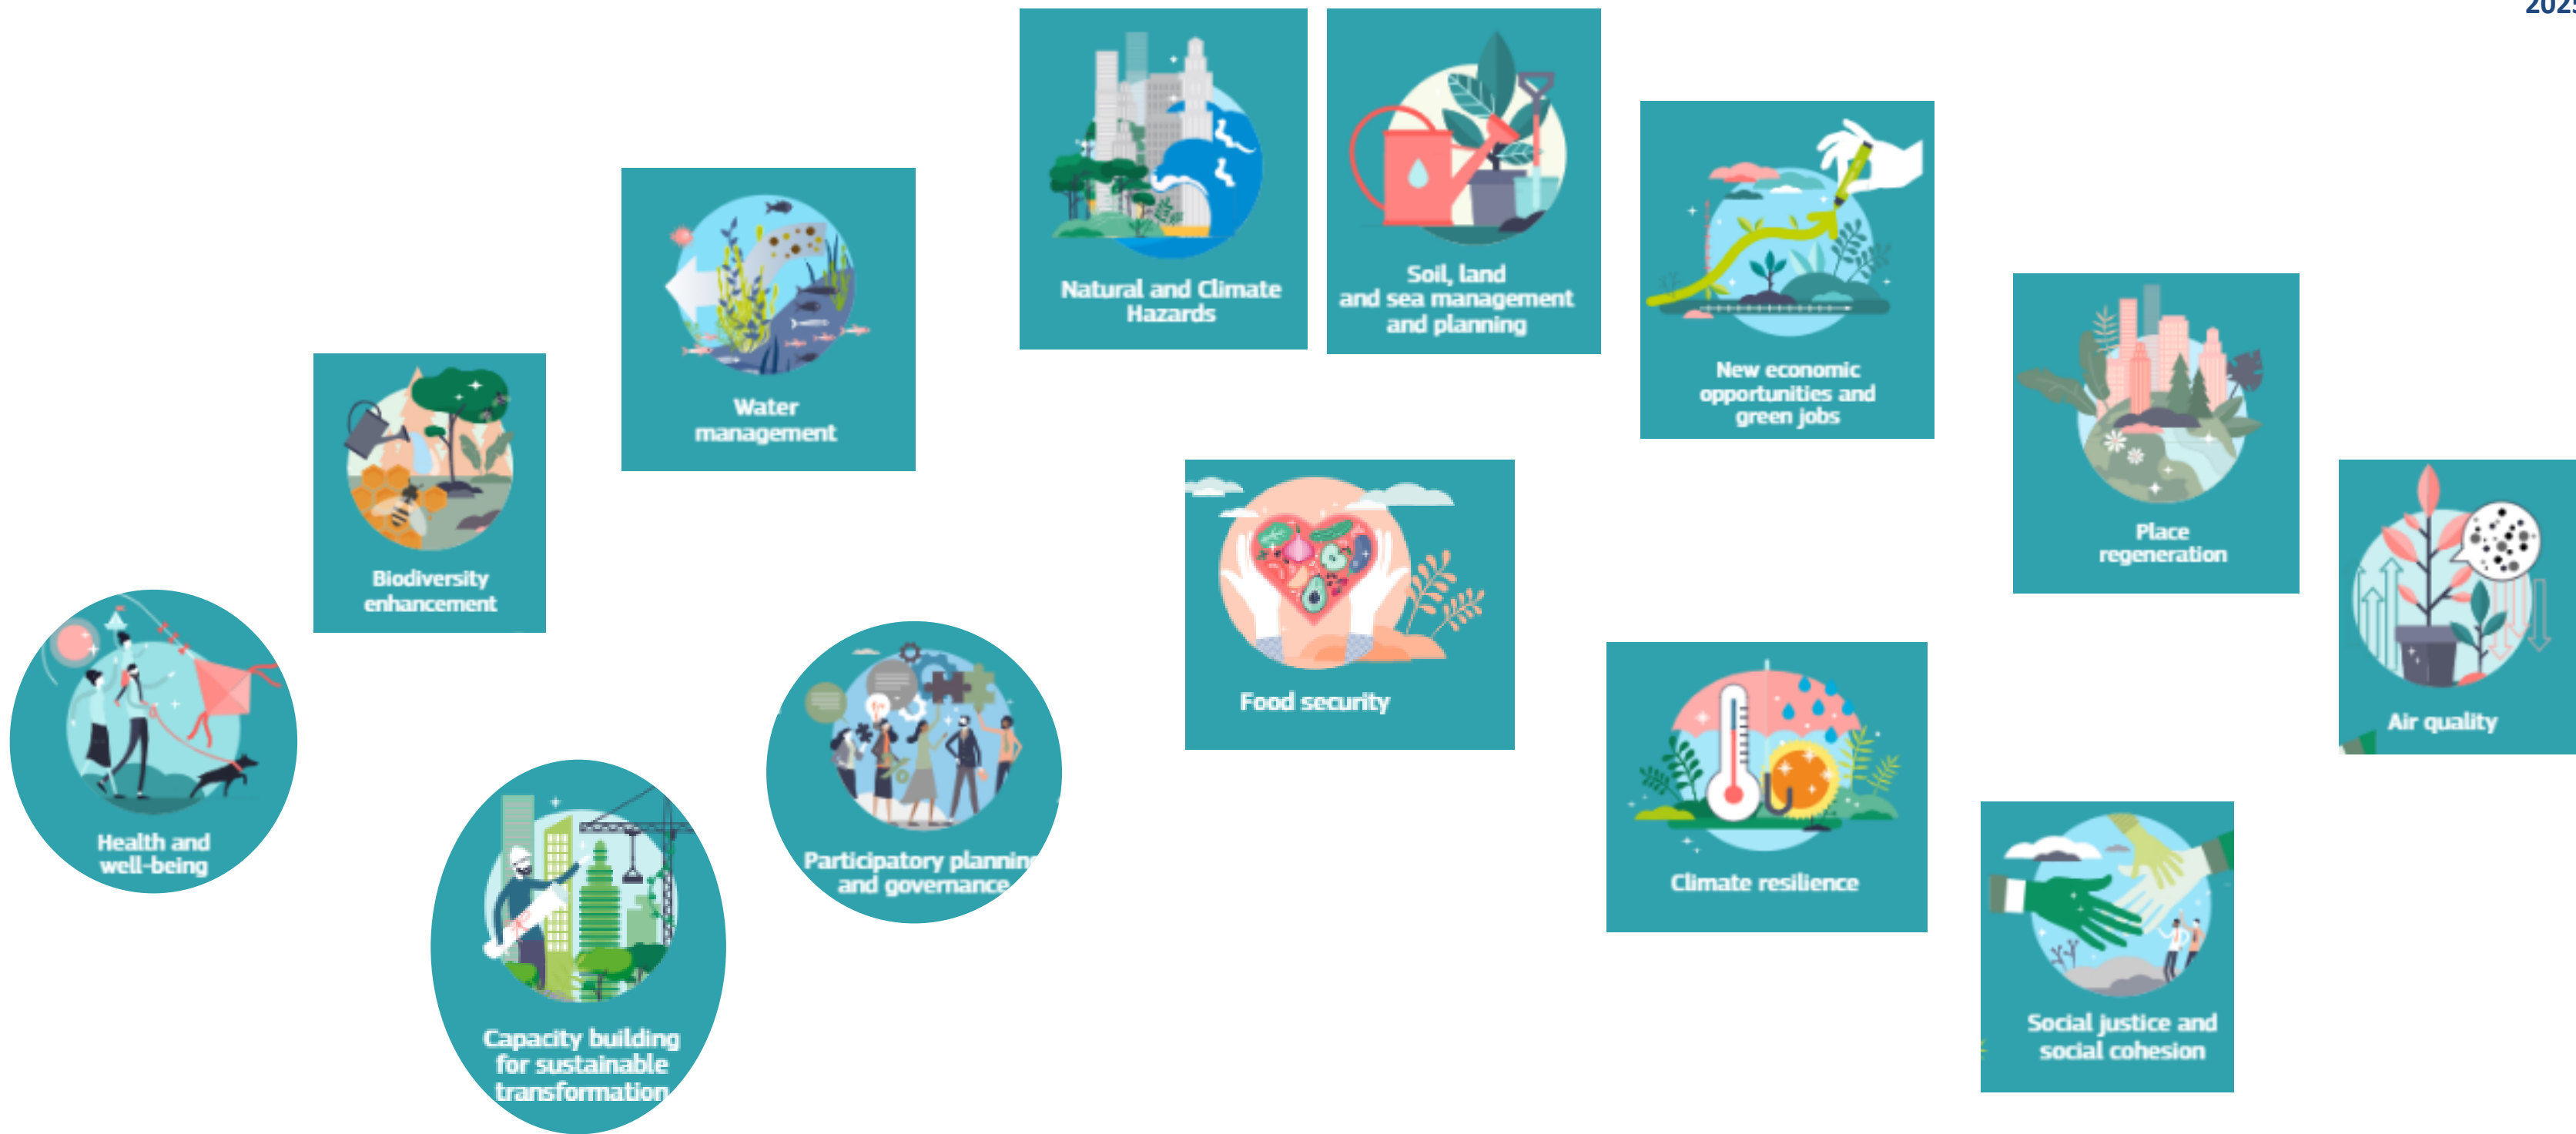 2025
Natural and Climate
Hazards
Soil, land
and sea management
and planning
New economic
opportunities and
green jobs
Water
management
Place
regeneration
Biodiversity
enhancement
Food security
Air quality
Health and
well-being
Participatory planning
and governance
Climate resilience
Capacity building
for sustainable
transformation
Social justice and
social cohesion